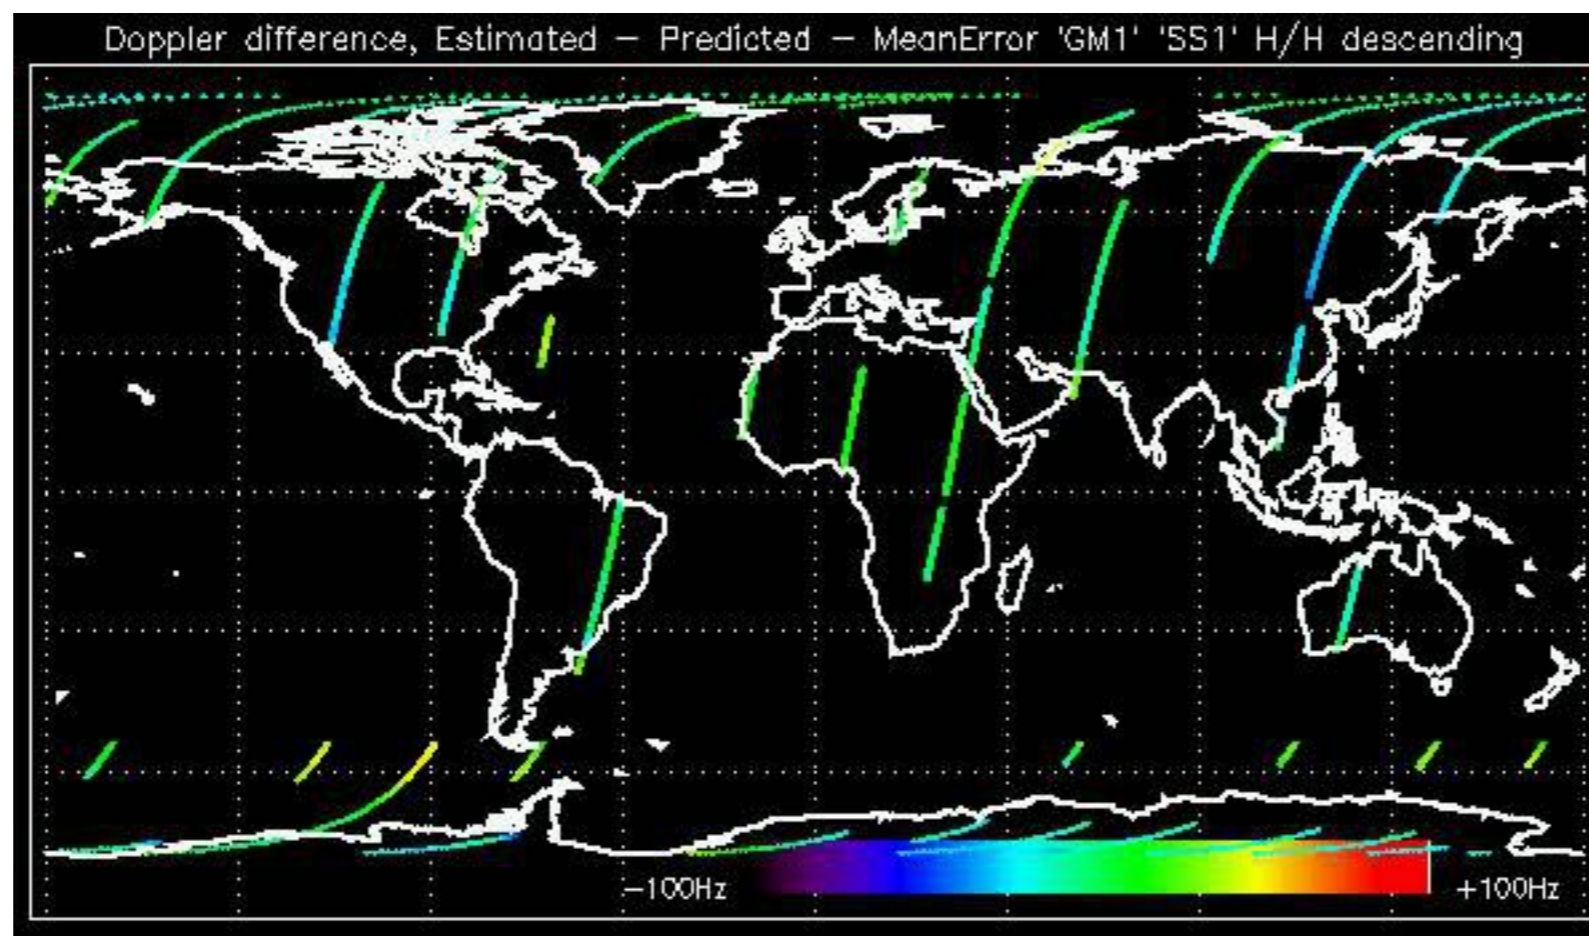 Doppler difference, Estimated − Predicted − MeanError 'GM1' 'SS1' H/H descending
−100Hz
+100Hz